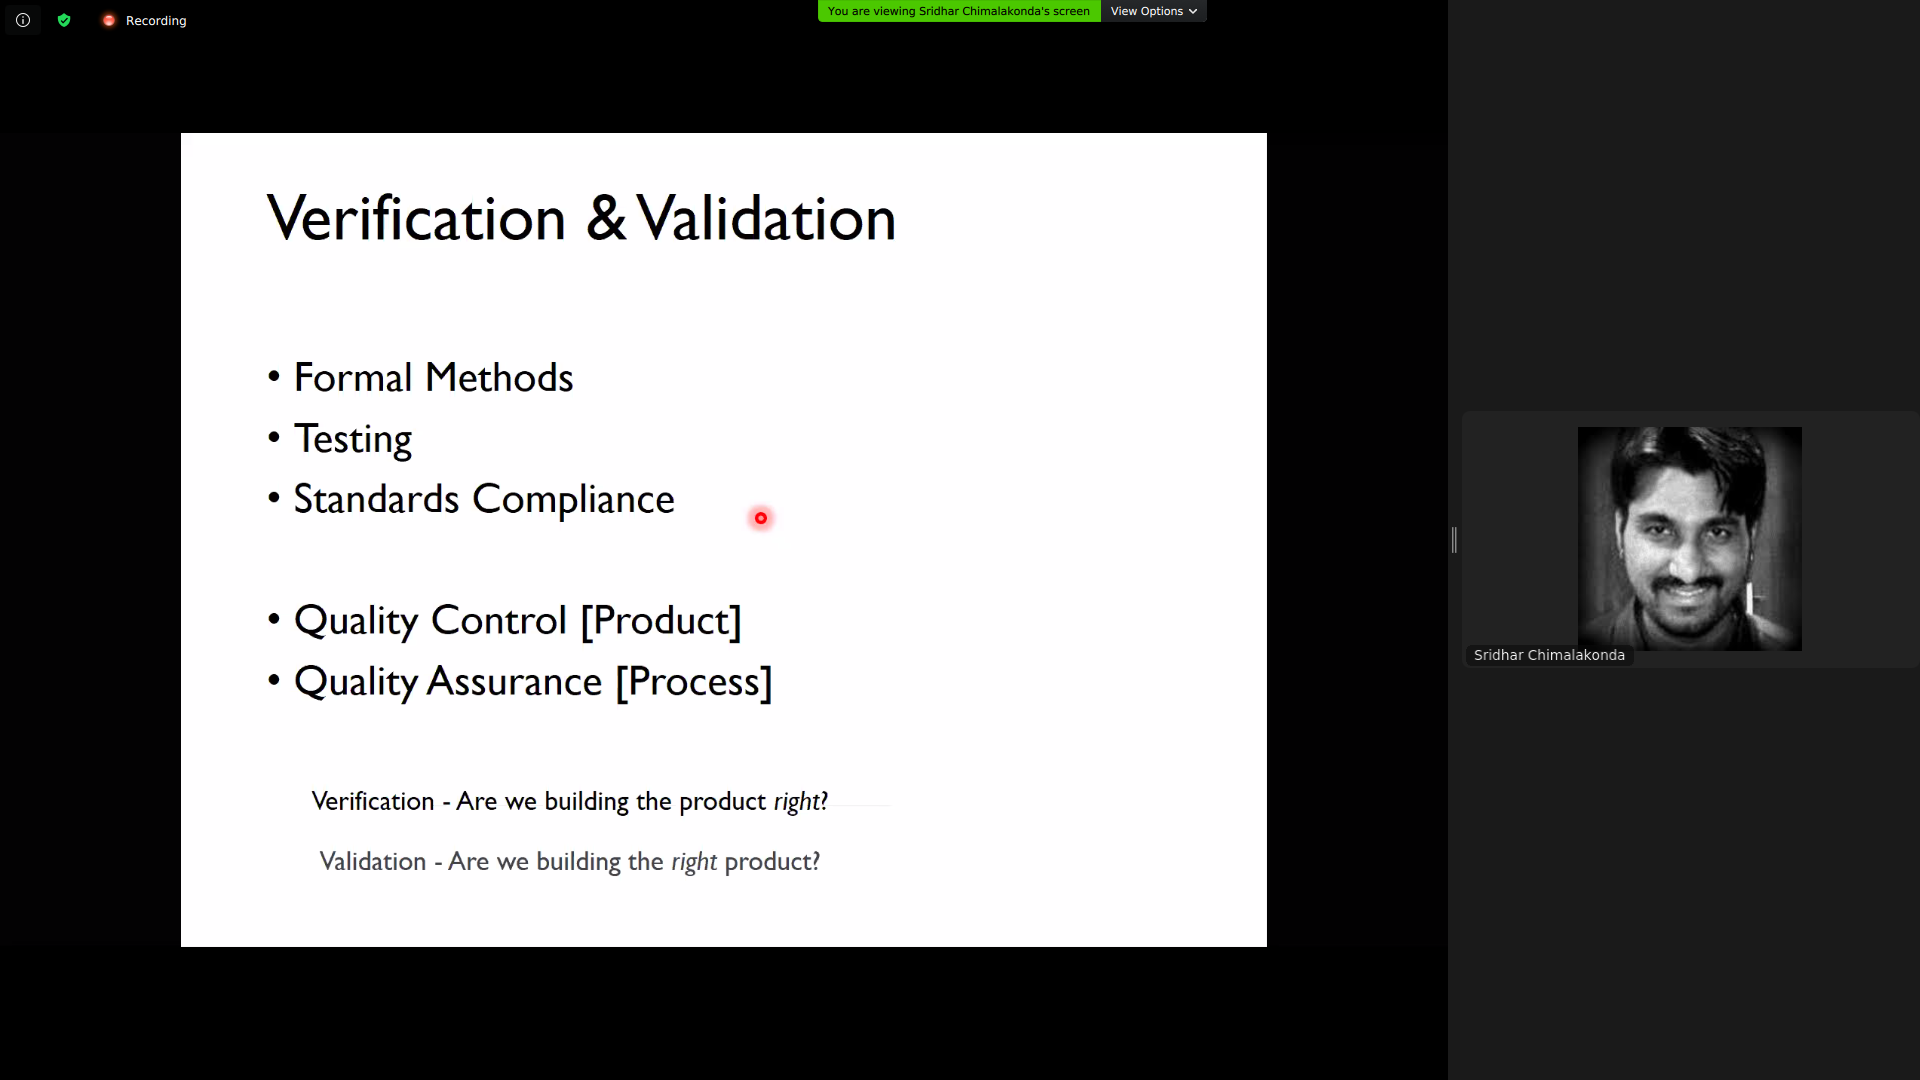 Recording
You are viewing Sridhar Chimalakonda's screen
View Options
Verification & Validation
• Formal Methods
• Testing
• Standards Compliance
• Quality Control [Product]
• Quality Assurance [Process]
Verification - Are we building the product right?
Validation - Are we building the right product?
Sridhar Chimalakonda